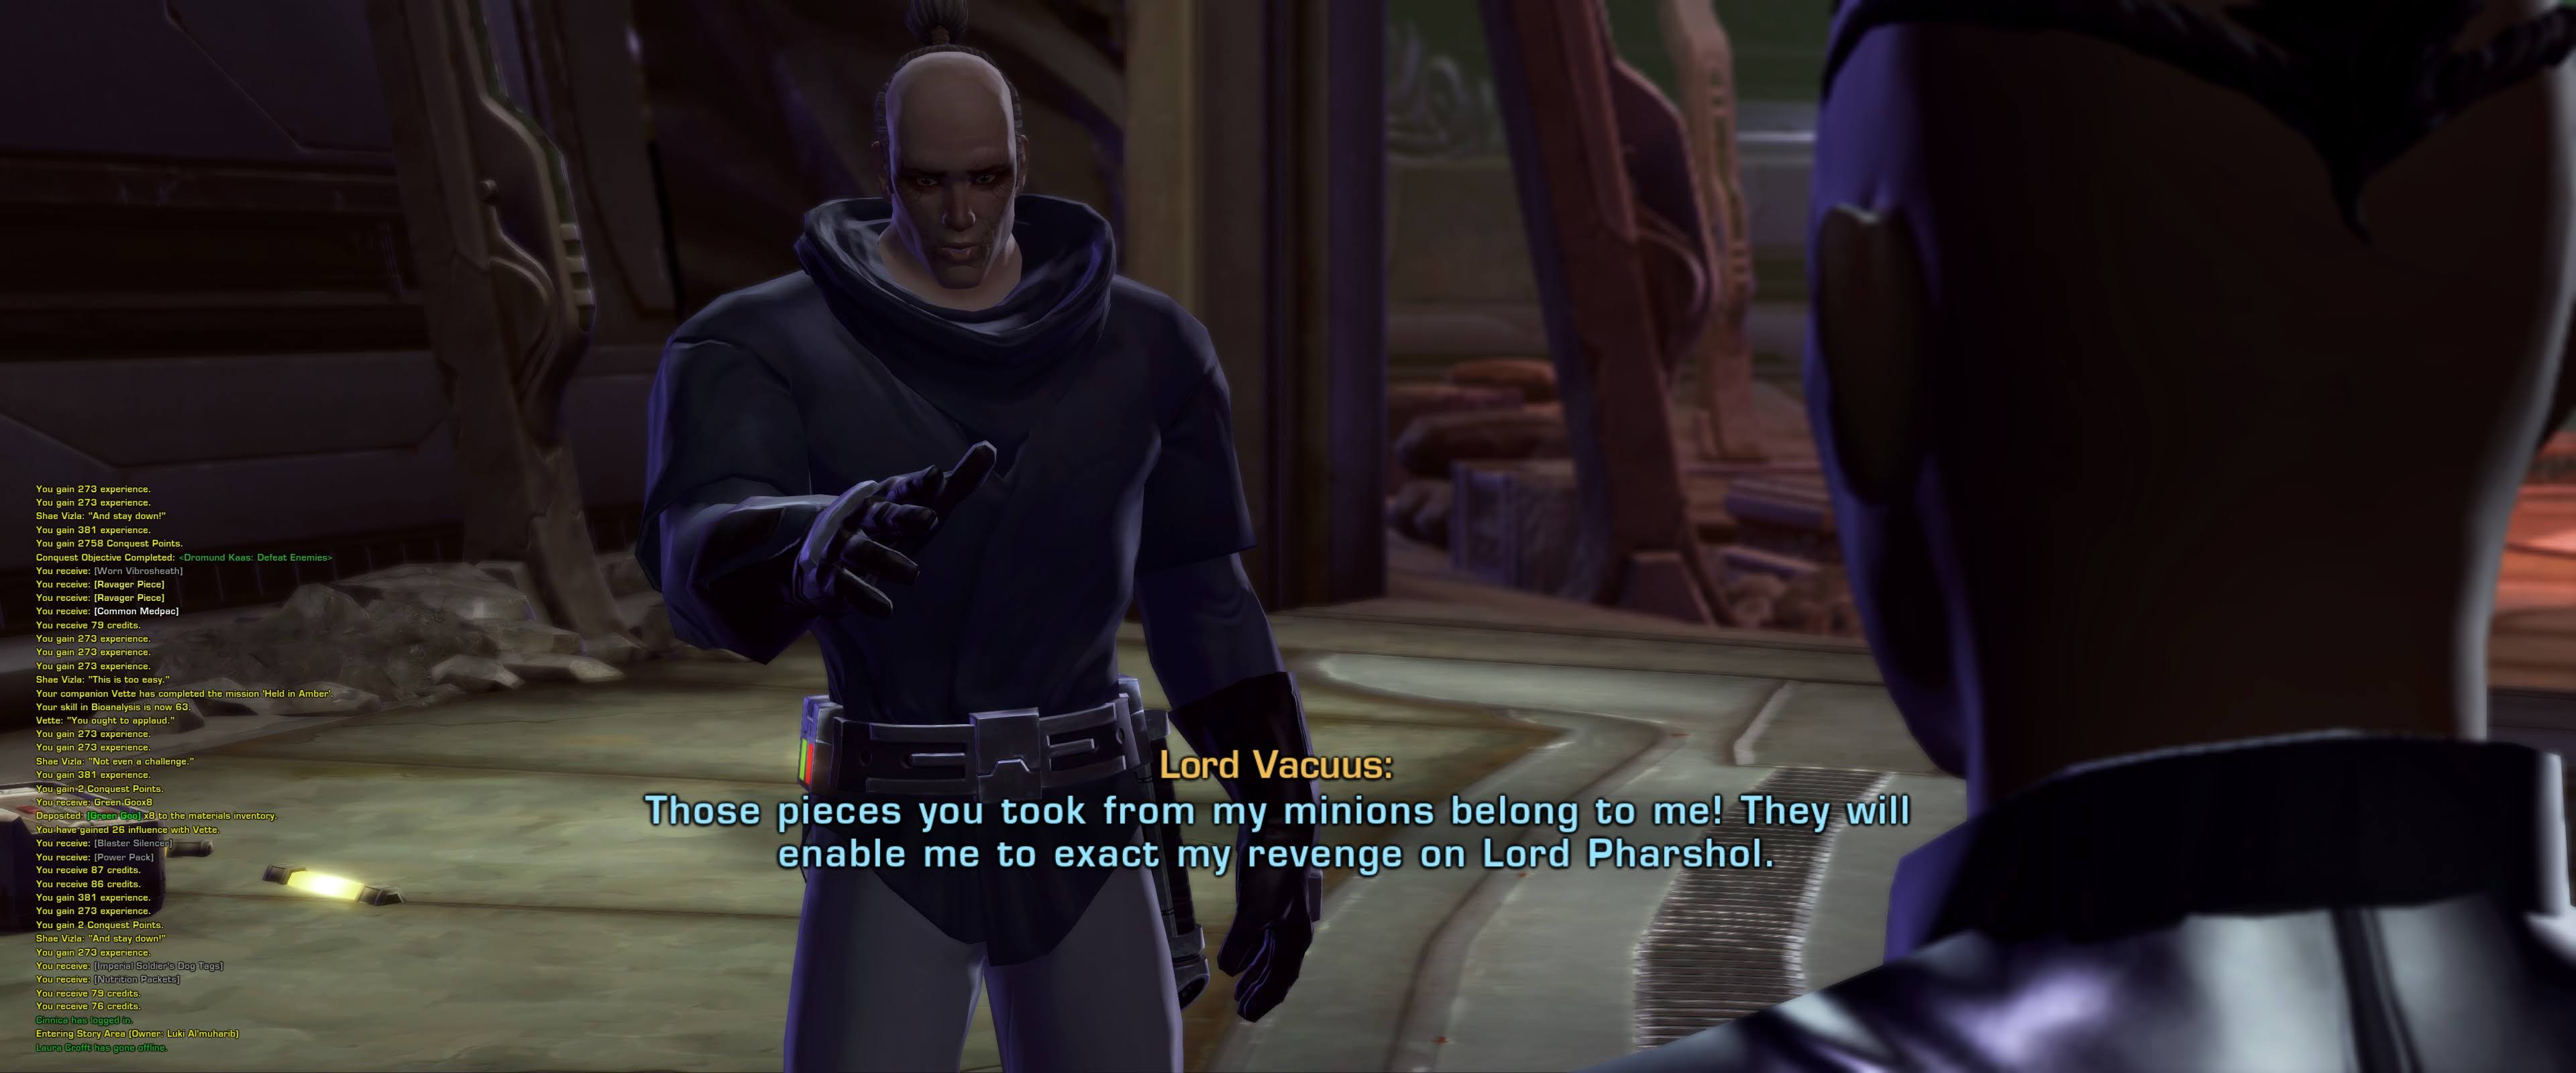 You gain 273 experience.
You gain 273 experience.
Shae Vizla: "And stay down!"
You gain 381 experience.
You gain 2758 Conquest Points.
Conquest Objective Completed: <Dromund Kaas: Defeat Enemies>
You receive: [Worn Vibrosheath]
You receive: [Ravager Piece]
You receive: [Ravager Piece]
You receive: [Common Medpac]
You receive 79 credits.
You gain 273 experience.
You gain 273 experience.
You gain 273 experience.
Shae Vizla: "This is too easy."
Your companion Vette has completed the mission 'Held in Amber'.
Your skill in Bioanalysis is now 63.
Vette: "You ought to applaud."
You gain 273 experience.
You gain 273 experience.
Shae Vizla: "Not even a challenge."
You gain 381 experience.
You gain 2 Conquest Points.
You receive: Green Goox8
Deposited: [Green Goo] x8 to the materials inventory.
You have gained 26 influence with Vette.
You receive: [Blaster Silencer]
You receive: [Power Pack]
You receive 87 credits.
You receive 86 credits.
You gain 381 experience.
You gain 273 experience.
You gain 2 Conquest Points.
Shae Vizla: "And stay down!"
You gain 273 experience.
You receive: [Imperial Soldier's Dog Tags]
You receive: [Nutrition Packets]
You receive 79 credits.
You receive 76 credits.
Cinnica has logged in.
Entering Story Area (Owner: Luki Al'muharib)
Laura Crofft has gone offline.
Lord Vacuus:
Those pieces you took from my minions belong to me! They will
enable me to exact my revenge on Lord Pharshol.